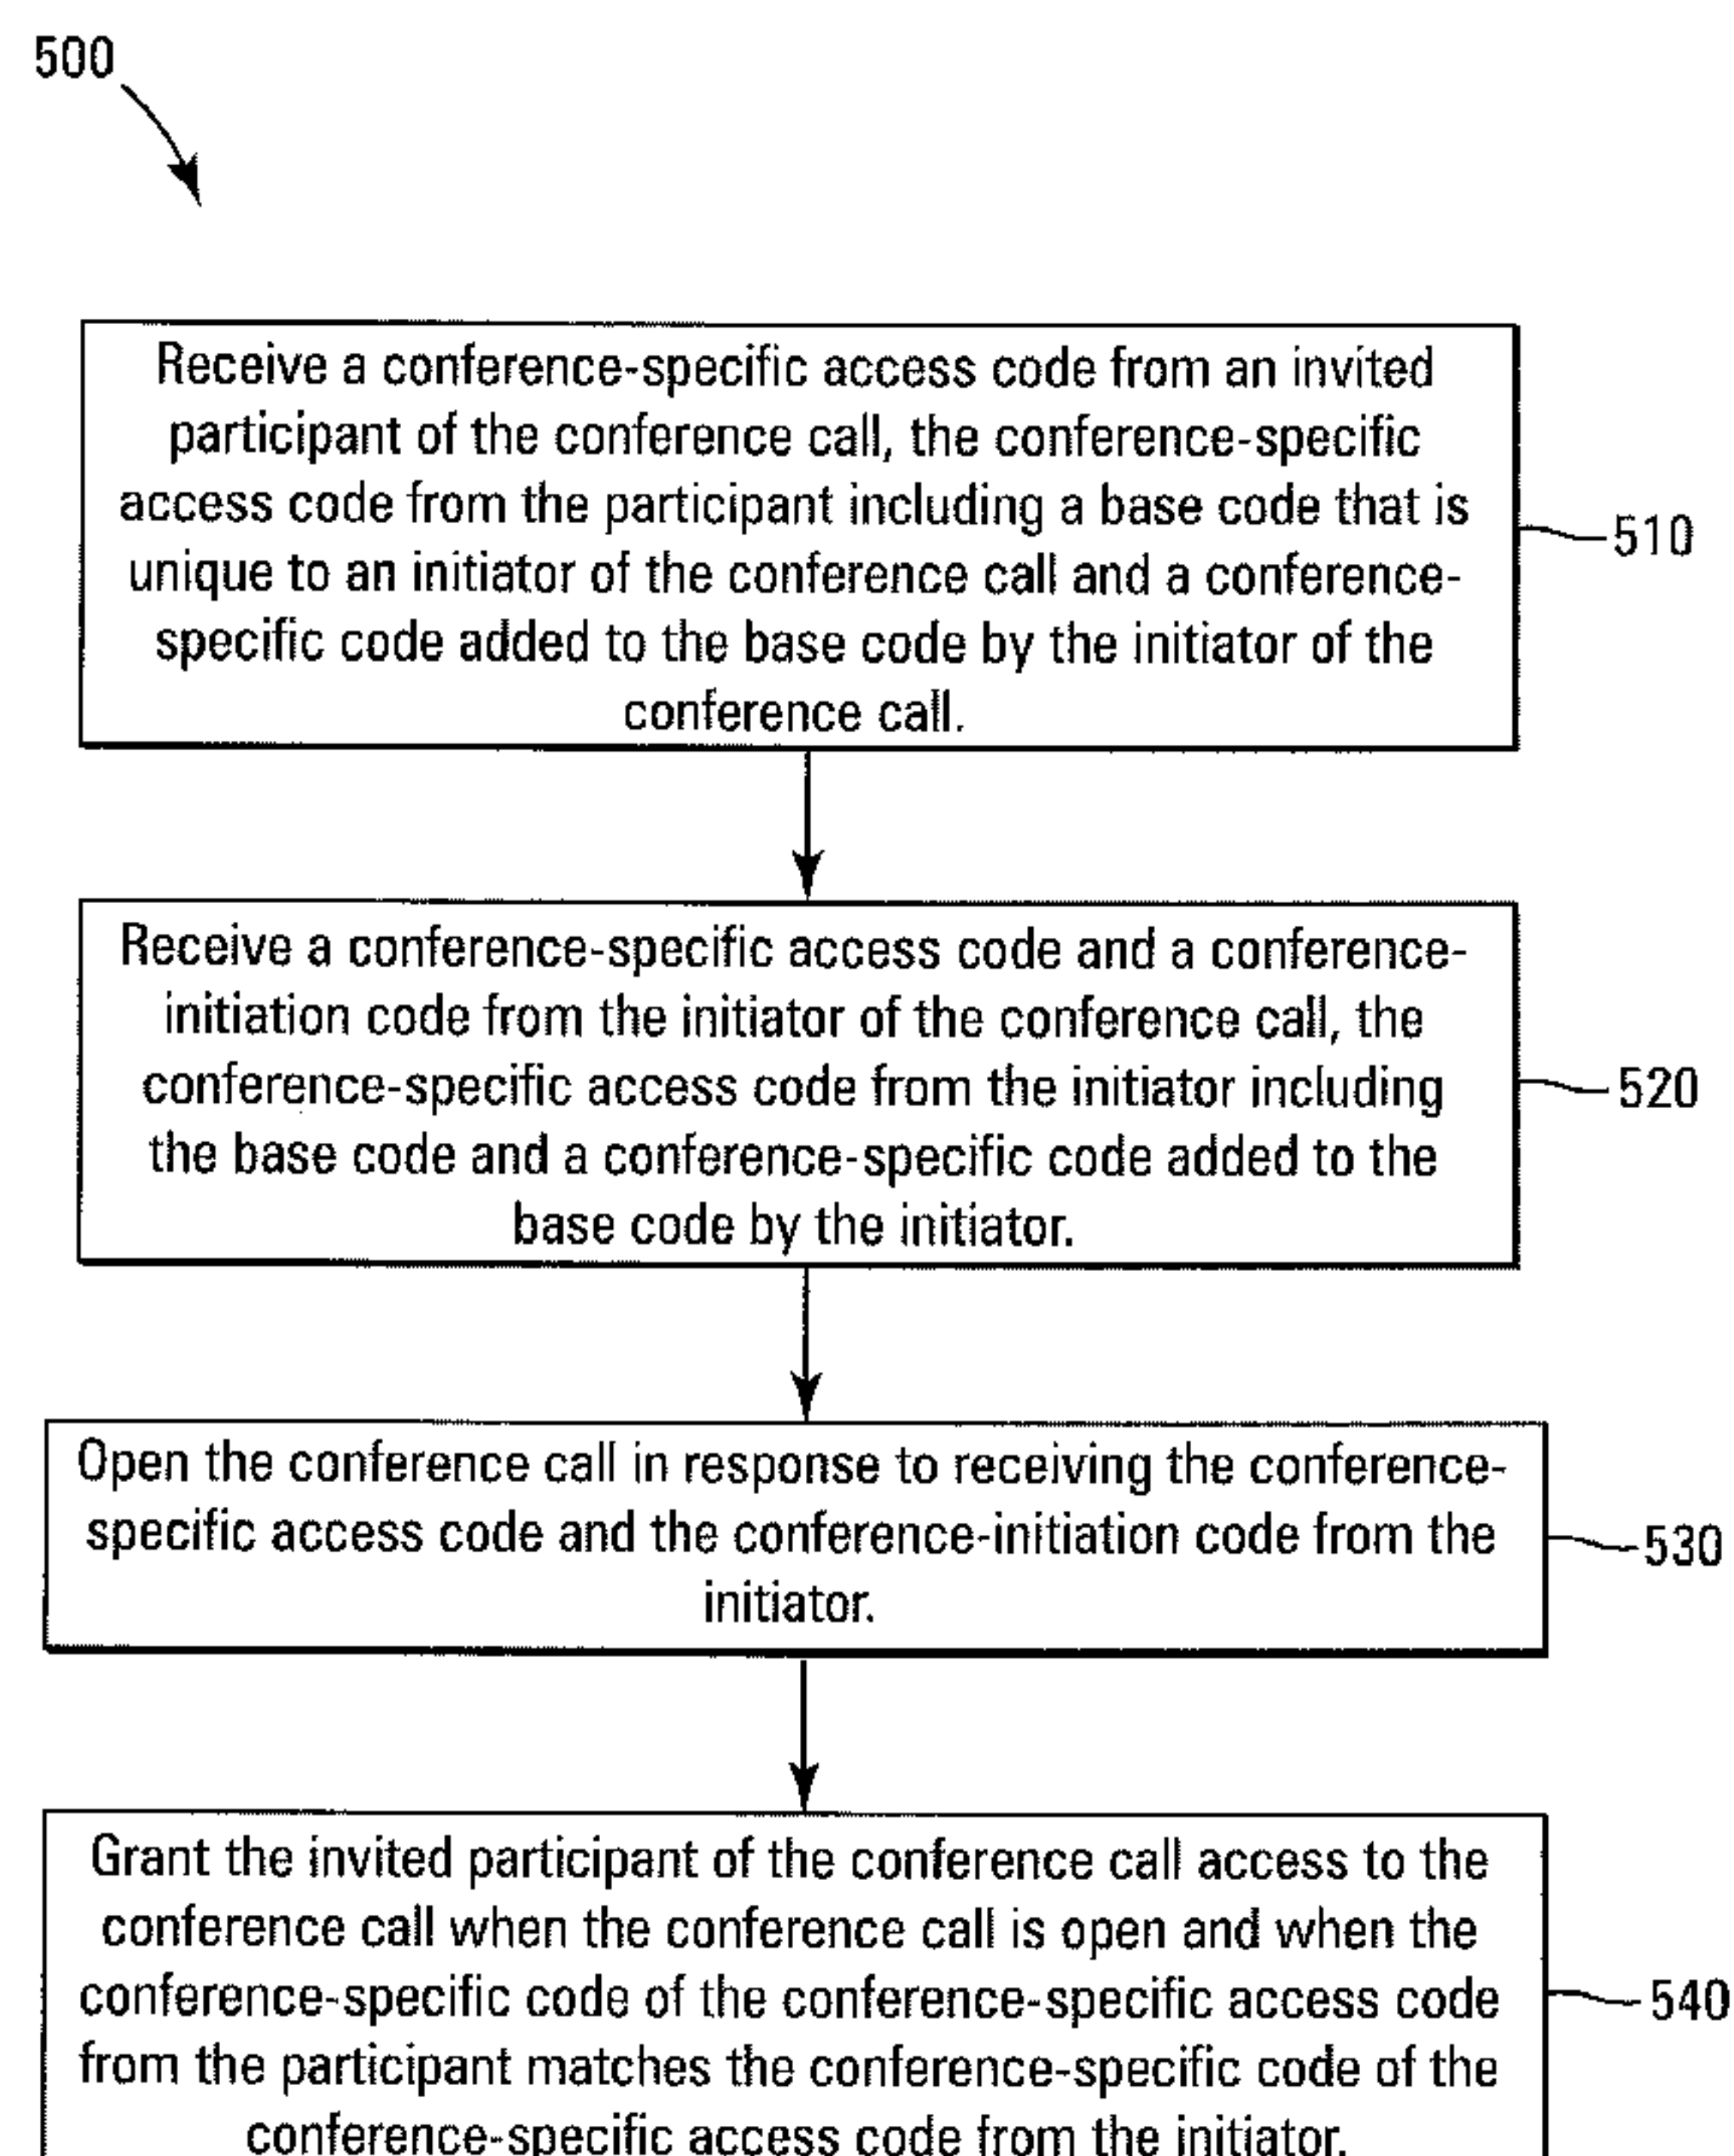 500
Receive a conference-specific access code from an invited
participant of the conference call, the conference-specific
access code from the participant including a base code that is
unique to an initiator of the conference call and a conference-
specific code added to the base code by the initiator of the
conference call.
510
Receive a conference-specific access code and a conference-
initiation code from the initiator of the conference call, the
conference-specific access code from the initiator including
the base code and a conference-specific code added to the
base code by the initiator.
520
Open the conference call in response to receiving the conference-
specific access code and the conference-initiation code from the
initiator.
530
Grant the invited participant of the conference call access to the
conference call when the conference call is open and when the
conference-specific code of the conference-specific access code
from the participant matches the conference-specific code of the
conference-specific access code from the initiator.
540